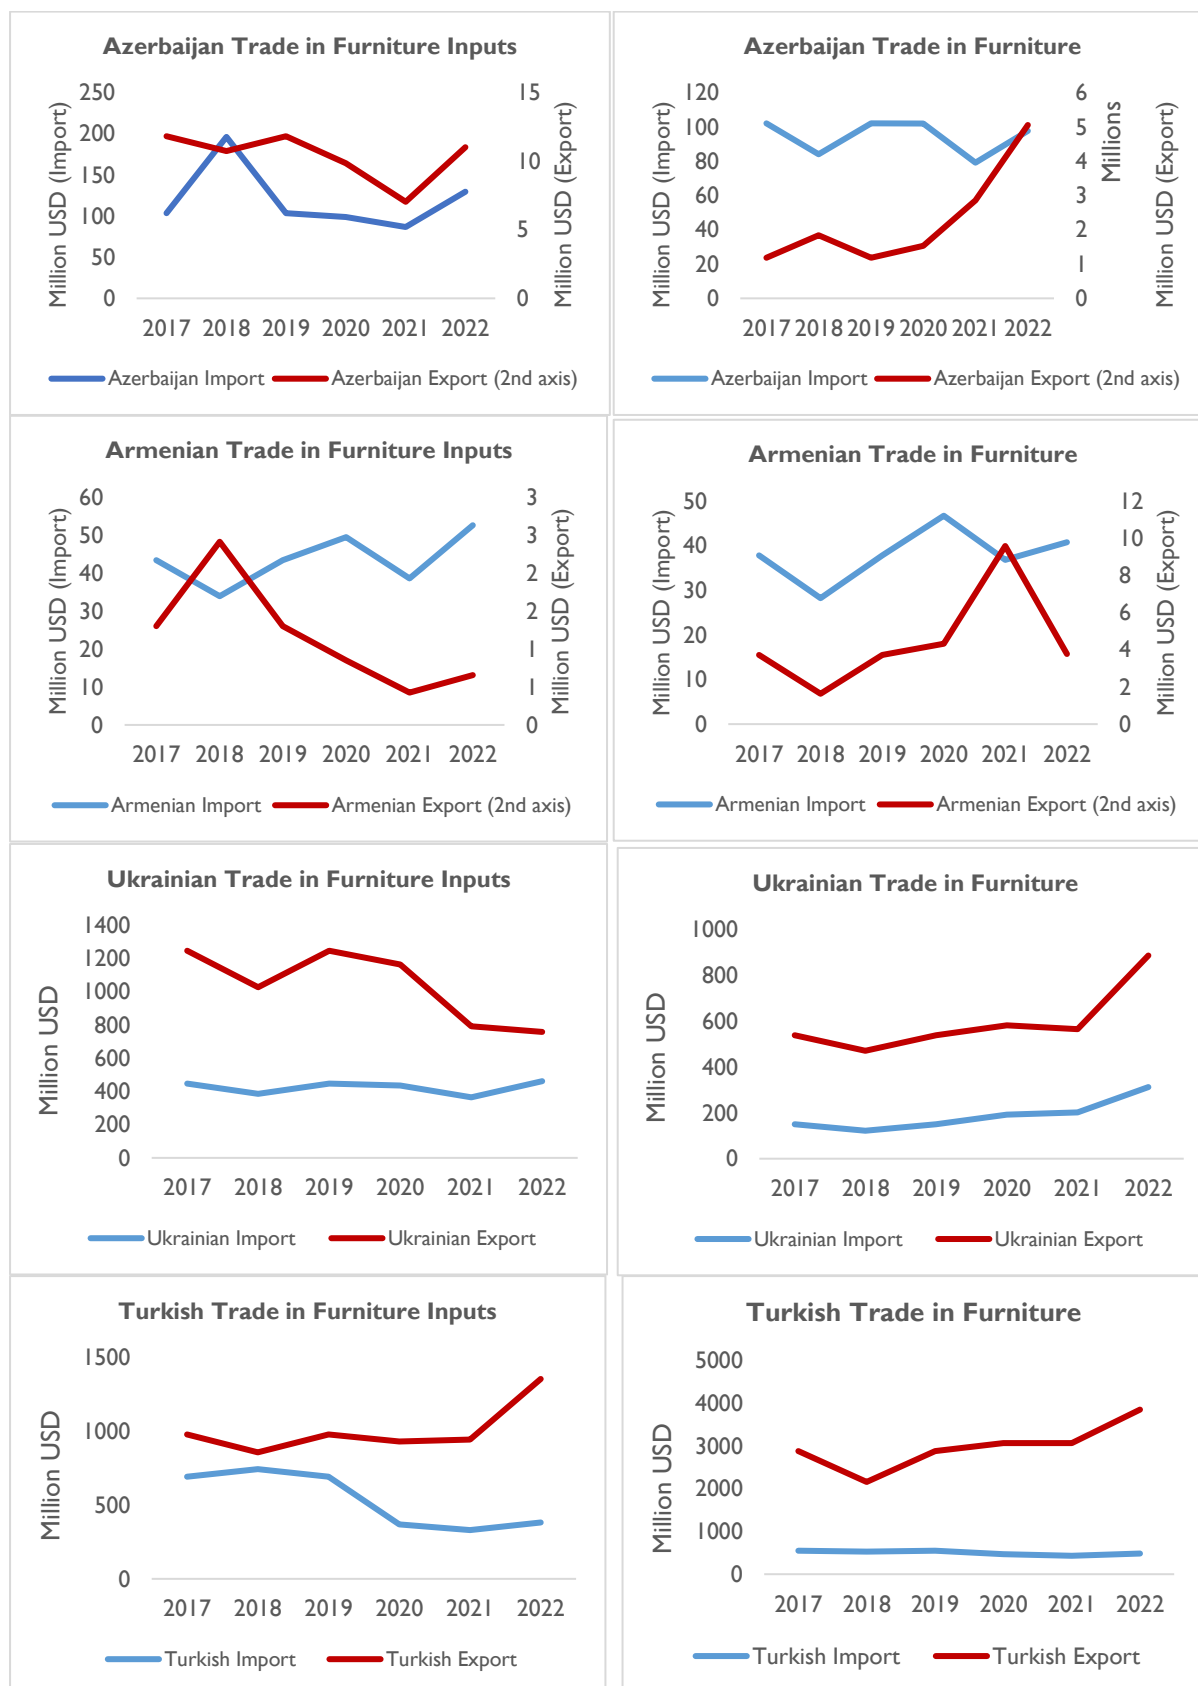 Azerbaijan Trade in Furniture Inputs
Million USD (Import)
250
200
150
100
50
0
15
10
5
0
Million USD (Export)
2017 2018 2019 2020 2021 2022
Azerbaijan Import
Azerbaijan Export (2nd axis)
Azerbaijan Trade in Furniture
Million USD (Import)
120
100
80
60
40
20
0
6
5
4
3
2
1
0
Millions
Million USD (Export)
2017 2018 2019 2020 2021 2022
Azerbaijan Import
Azerbaijan Export (2nd axis)
Armenian Trade in Furniture Inputs
Million USD (Import)
60
50
40
30
20
10
0
3
3
2
2
1
1
0
Million USD (Export)
2017 2018 2019 2020 2021 2022
Armenian Import
Armenian Export (2nd axis)
Armenian Trade in Furniture
Million USD (Import)
50
40
30
20
10
0
12
10
8
6
4
2
0
Million USD (Export)
2017 2018 2019 2020 2021 2022
Armenian Import
Armenian Export (2nd axis)
Ukrainian Trade in Furniture Inputs
Million USD
1400
1200
1000
800
600
400
200
0
2017 2018 2019 2020 2021 2022
Ukrainian Import
Ukrainian Export
Ukrainian Trade in Furniture
Million USD
1000
800
600
400
200
0
2017 2018 2019 2020 2021 2022
Ukrainian Import
Ukrainian Export
Turkish Trade in Furniture Inputs
Million USD
1500
1000
500
0
2017 2018 2019 2020 2021 2022
Turkish Import
Turkish Export
Turkish Trade in Furniture
Million USD
5000
4000
3000
2000
1000
0
2017 2018 2019 2020 2021 2022
Turkish Import
Turkish Export